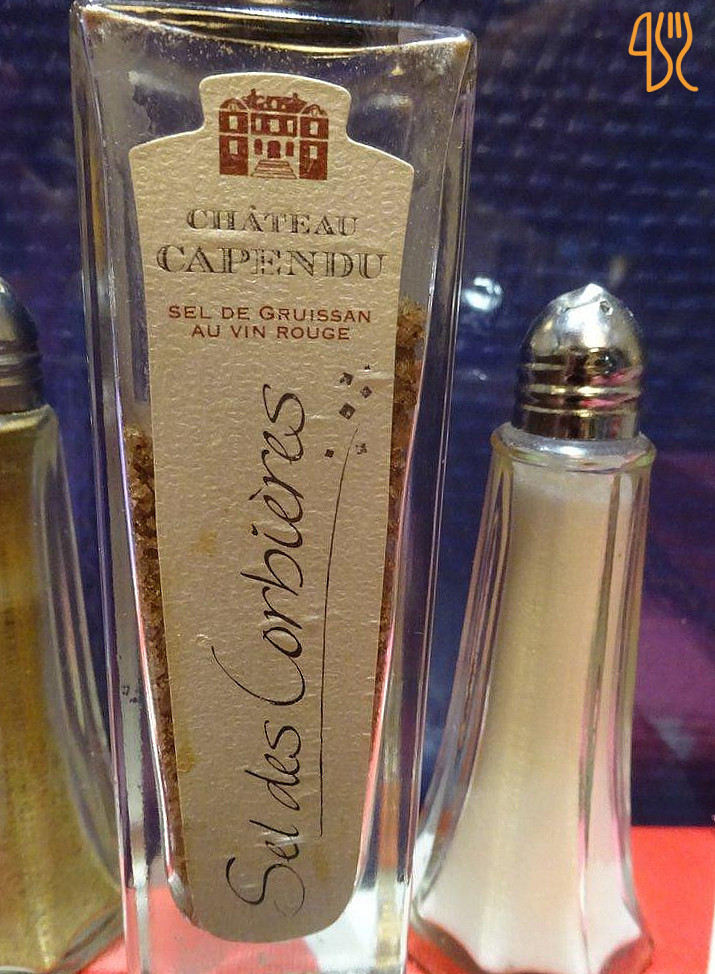 CHÂTEAU
CAPENDU
SEL DE GRUISSAN
AU VIN ROUGE
Sel des Corbières